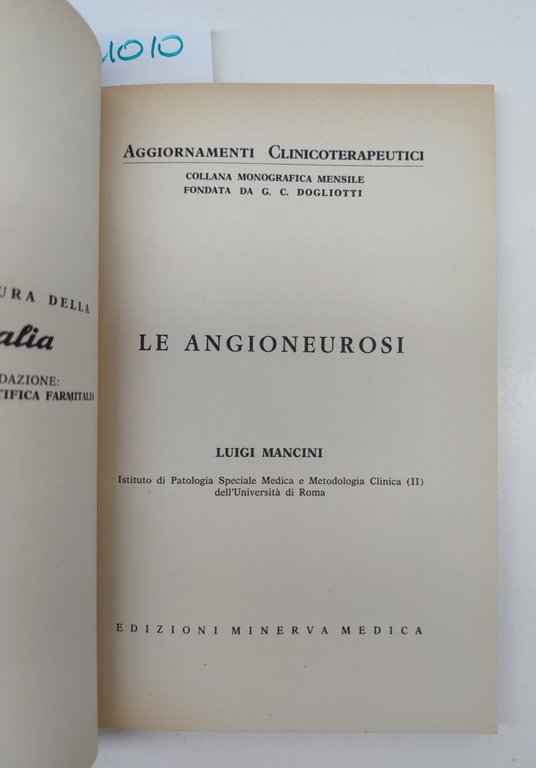 1010
URA DELLA
alia
DAZIONE:
TIFICA FARMITALIA
AGGIORNAMENTI CLINICOTERAPEUTICI
COLLANA MONOGRAFICA MENSILE
FONDATA DA G. C. DOGLIOTTI
LE ANGIONEUROSI
LUIGI MANCINI
Istituto di Patologia Speciale Medica e Metodologia Clinica (II)
dell'Università di Roma
EDIZIONI MINERVA MEDICA